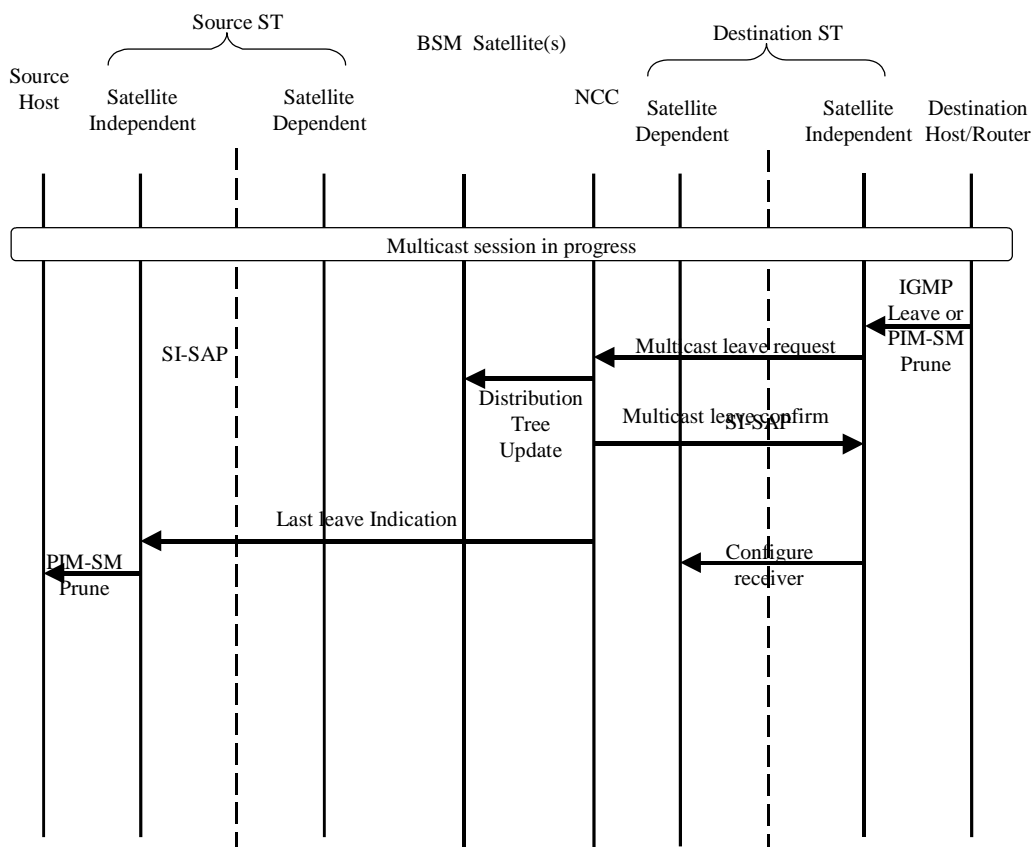 Source ST
BSM Satellite(s)
Destination ST
Source
Host
Satellite
Independent
Satellite
Dependent
NCC
Satellite
Dependent
Satellite
Independent
Destination
Host/Router
Multicast session in progress
IGMP
Leave or
PIM-SM
Prune
Multicast leave request
SI-SAP
Distribution
Tree
Update
Multicast leave confirm
SI-SAP
Last leave Indication
PIM-SM
Prune
Configure
receiver